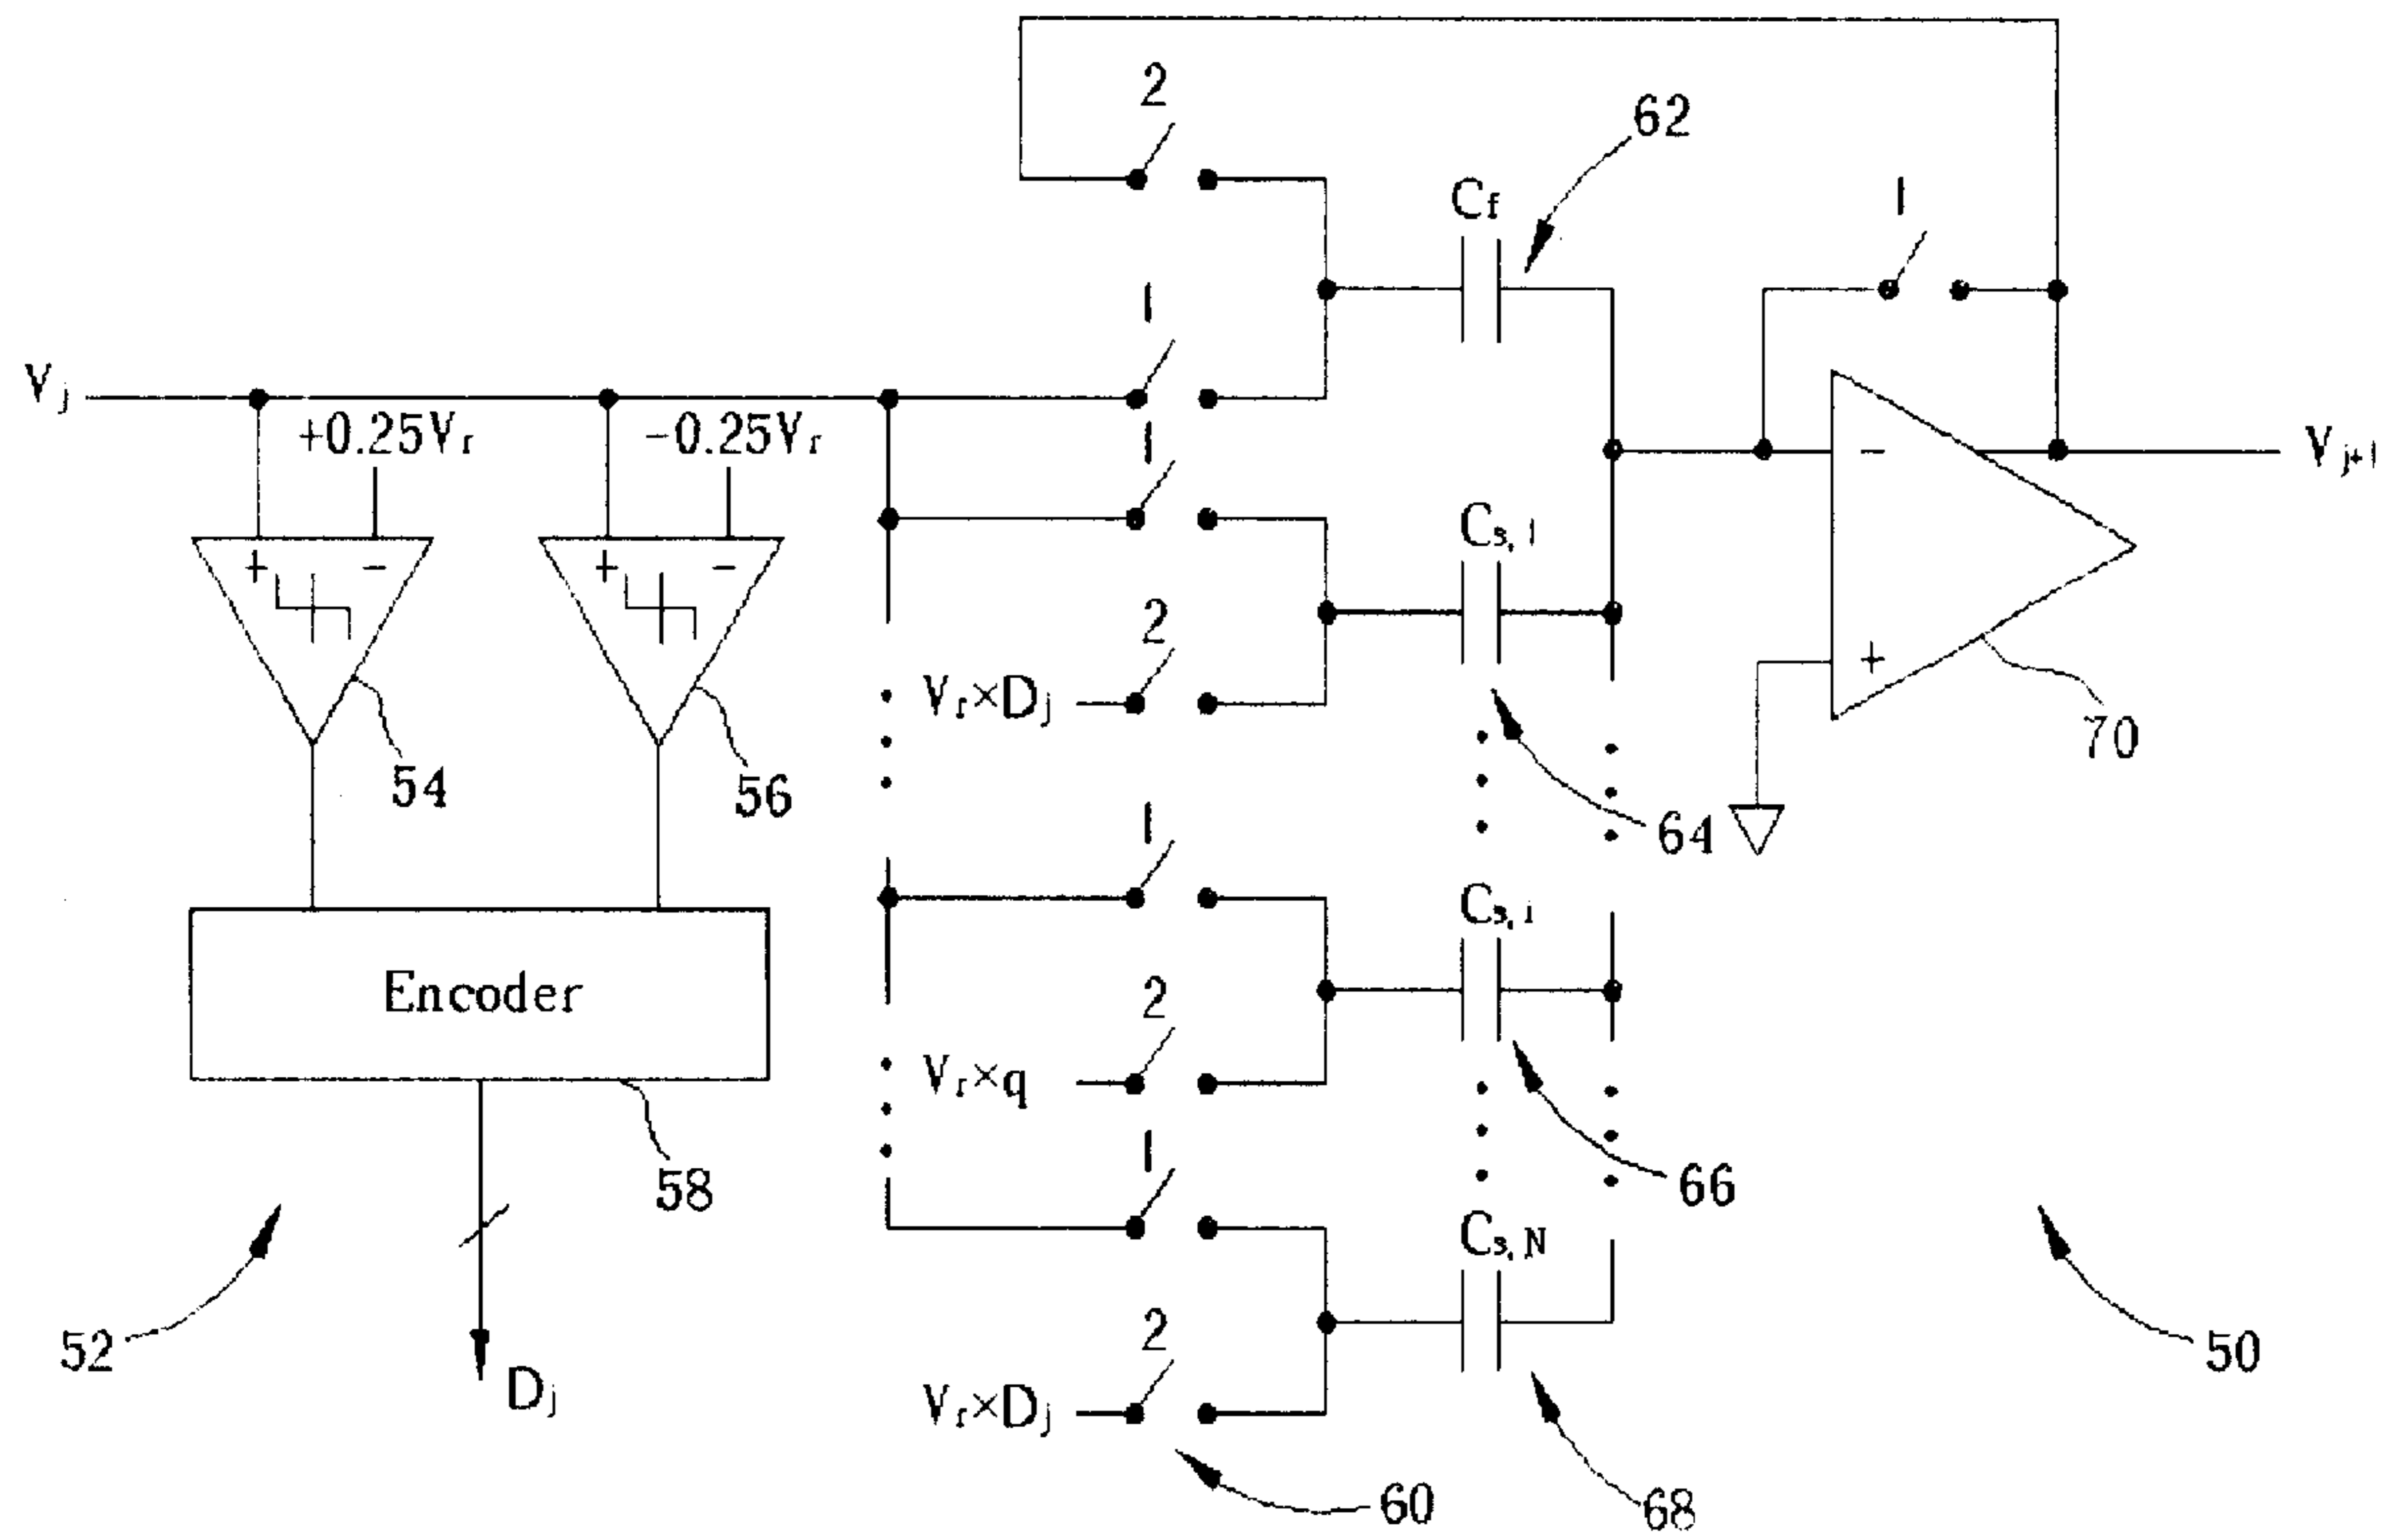 2
62
Cf
1
1
Vj
+0.25Vr
-0.25Vr
1
Vj+1
+ -
+ -
-
+
Cs,1
2
Vr×Dj
54
56
70
1
64
Cs,i
Encoder
2
Vr×q
1
58
66
Cs,N
2
52
50
Dj
Vr×Dj
60
68